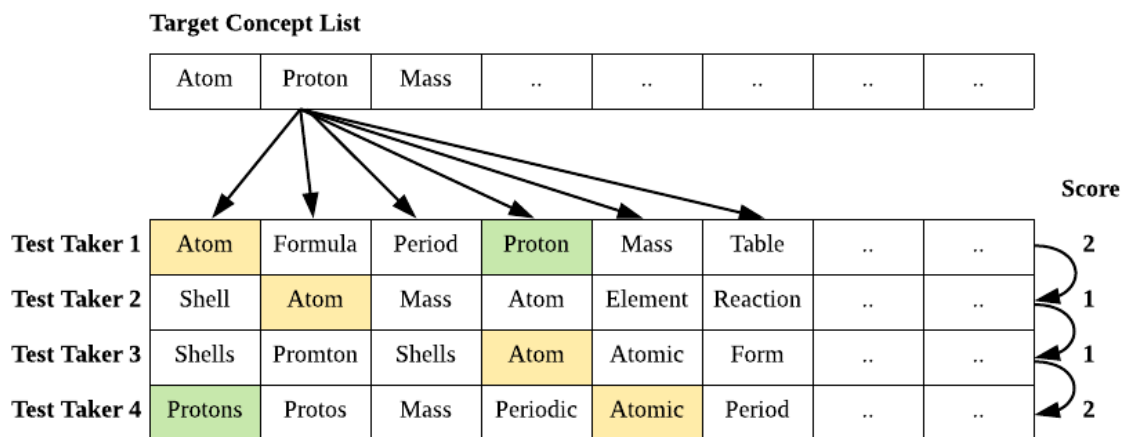 Target Concept List
Atom Proton Mass .. .. .. .. ..
Score
Test Taker 1 Atom Formula Period Proton Mass Table .. .. 2
Test Taker 2 Shell Atom Mass Atom Element Reaction .. .. 1
Test Taker 3 Shells Promton Shells Atom Atomic Form .. .. 1
Test Taker 4 Protons Protos Mass Periodic Atomic Period .. .. 2